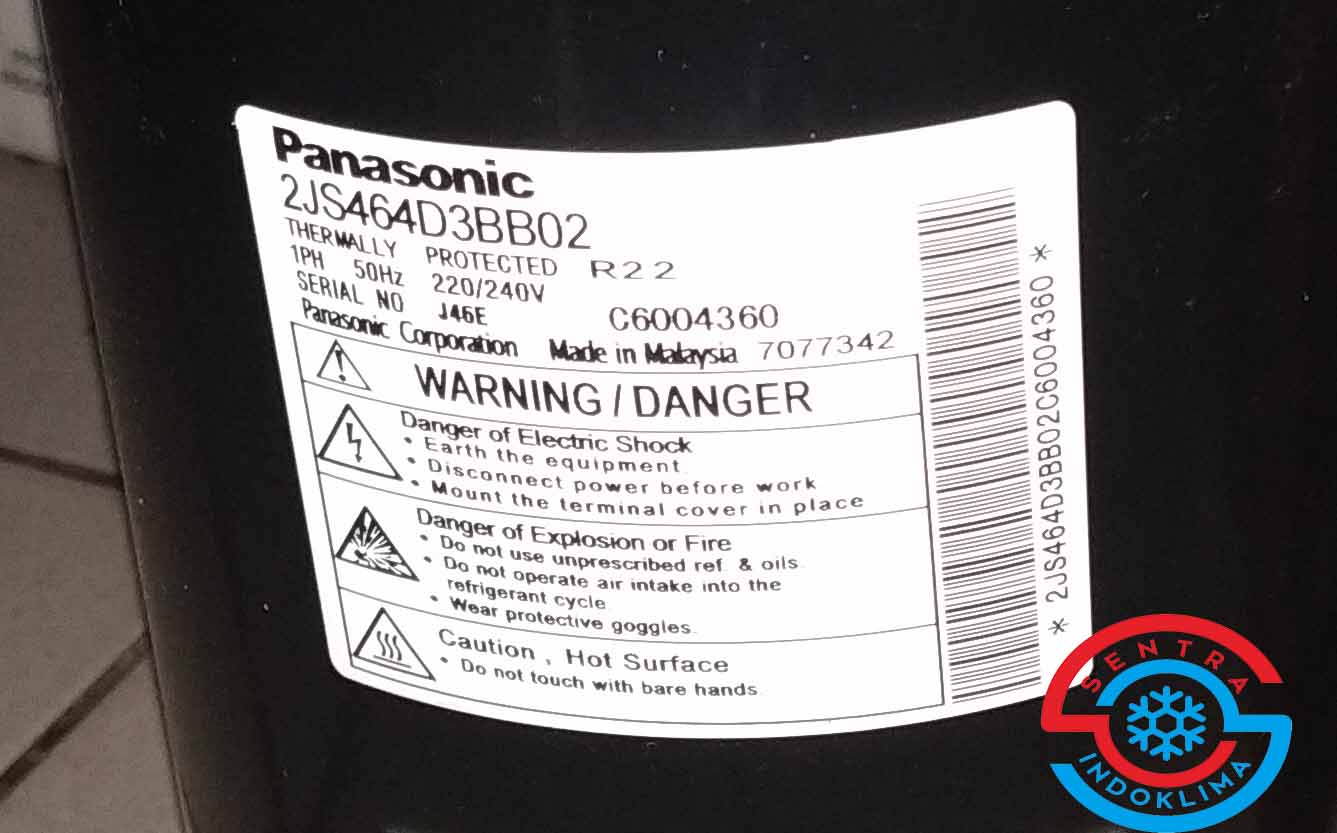 Panasonic
2JS464D3BB02
THERMALLY PROTECTED R22
1PH 50Hz 220/240V
SERIAL NO J46E C6004360
Panasonic Corporation Made in Malaysia 7077342
WARNING / DANGER
Danger of Electric Shock
• Earth the equipment
• Disconnect power before work
• Mount the terminal cover in place
Danger of Explosion or Fire
• Do not use unprescribed ref. & oils.
• Do not operate air intake into the
refrigerant cycle
• Wear protective goggles.
Caution , Hot Surface
• Do not touch with bare hands.
* 2JS464D3BB02C6004360 *
SENTRA
INDOKLIMA